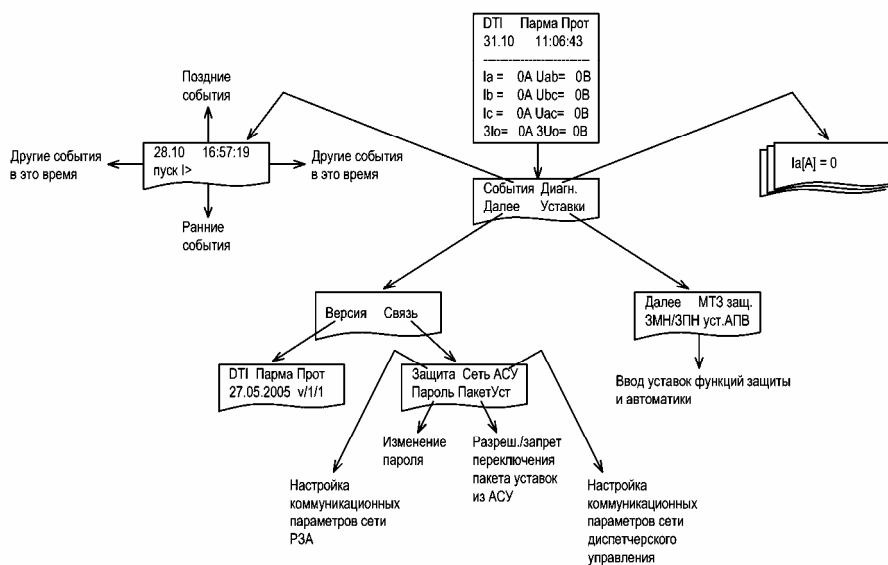 DTI Парма Прот
31.10 11:06:43
----------------------------
Ia = 0A Uab= 0B
Ib = 0A Ubc= 0B
Ic = 0A Uac= 0B
3Io= 0A 3Uo= 0B
Поздние
события
Другие события
в это время
28.10 16:57:19
пуск I>
Другие события
в это время
Ранние
события
Ia[A] = 0
События Диагн.
Далее Уставки
Версия Связь
Далее МТЗ защ.
ЗМН/ЗПН уст.АПВ
DTI Парма Прот
27.05.2005 v/1/1
Защита Сеть АСУ
Пароль ПакетУст
Ввод уставок функций защиты
и автоматики
Изменение
пароля
Разреш./запрет
переключения
пакета уставок
из АСУ
Настройка
коммуникационных
параметров сети
РЗА
Настройка
коммуникационных
параметров сети
диспетчерского
управления